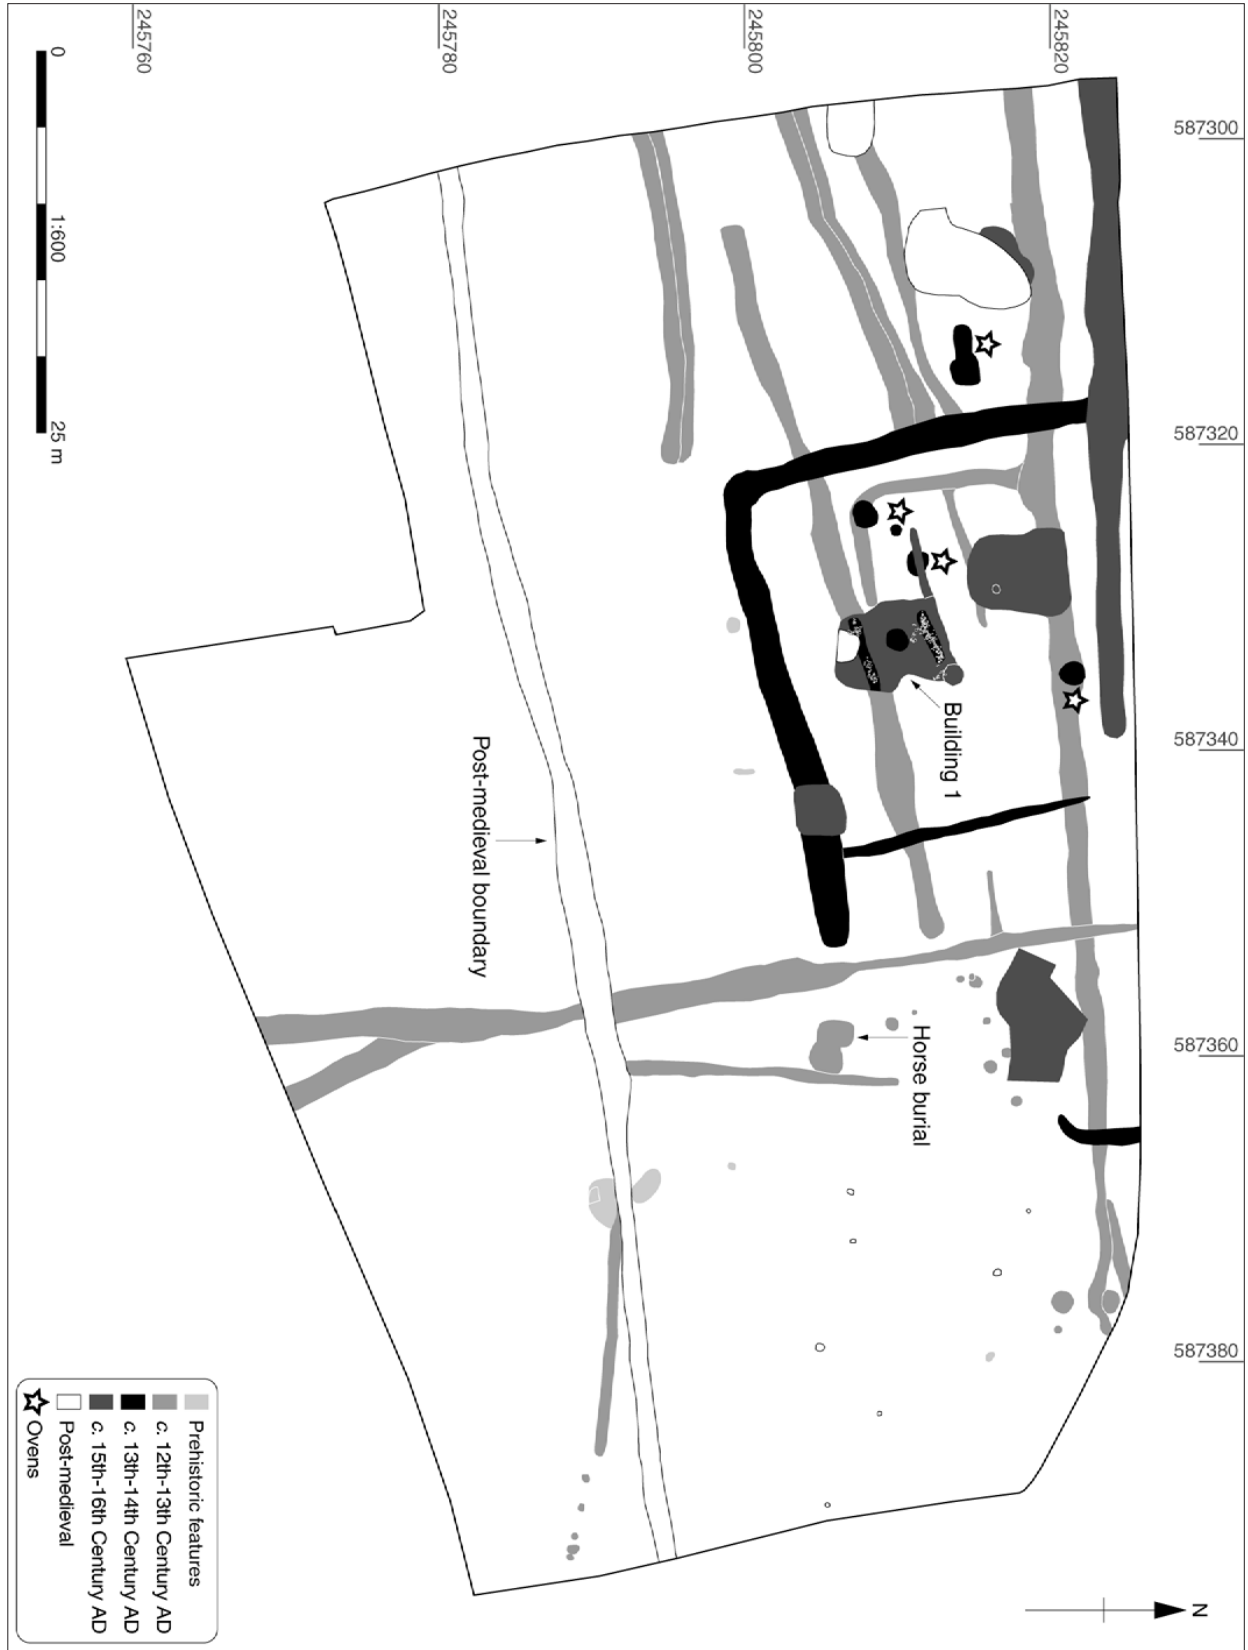 587300
587320
587340
587360
587380
245820
245800
245780
245760
N
Building 1
Horse burial
Post-medieval boundary
0
1:600
25 m
Prehistoric features
c. 12th-13th Century AD
c. 13th-14th Century AD
c. 15th-16th Century AD
Post-medieval
Ovens